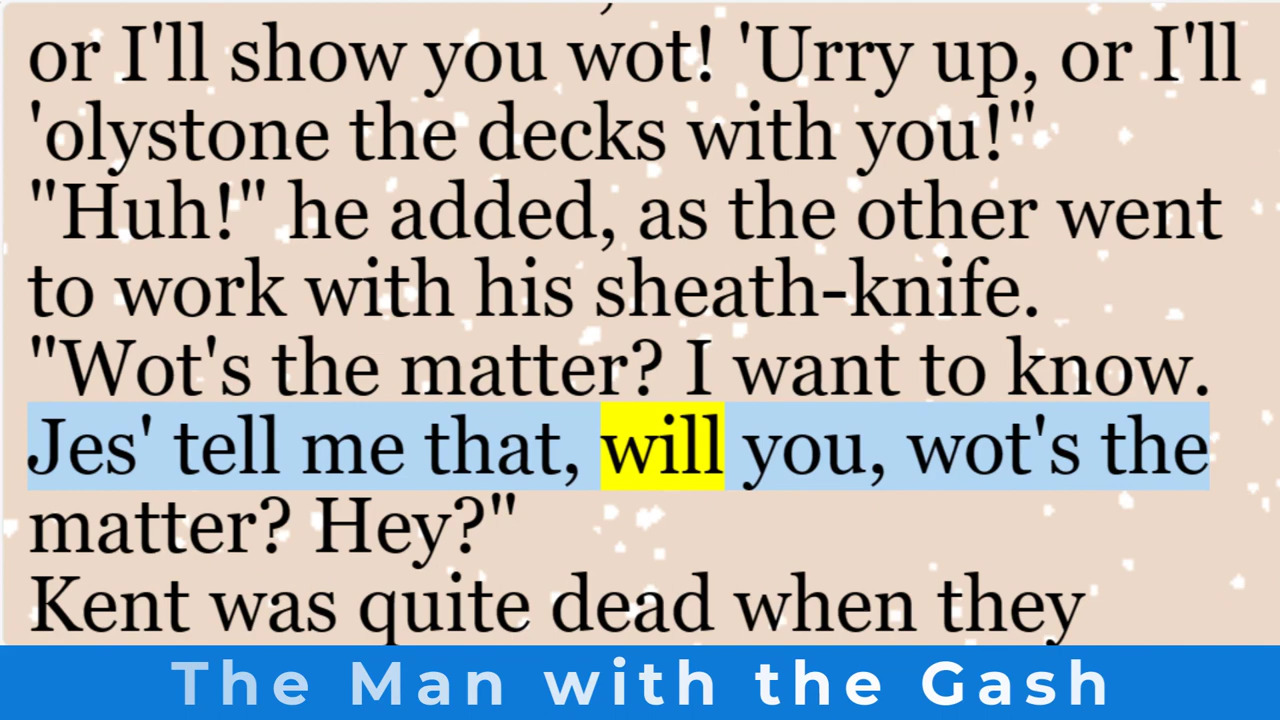 or I'll show you wot! 'Urry up, or I'll
'olystone the decks with you!"
"Huh!" he added, as the other went
to work with his sheath-knife.
"Wot's the matter? I want to know.
Jes' tell me that, will you, wot's the
matter? Hey?"
Kent was quite dead when they
The Man with the Gash